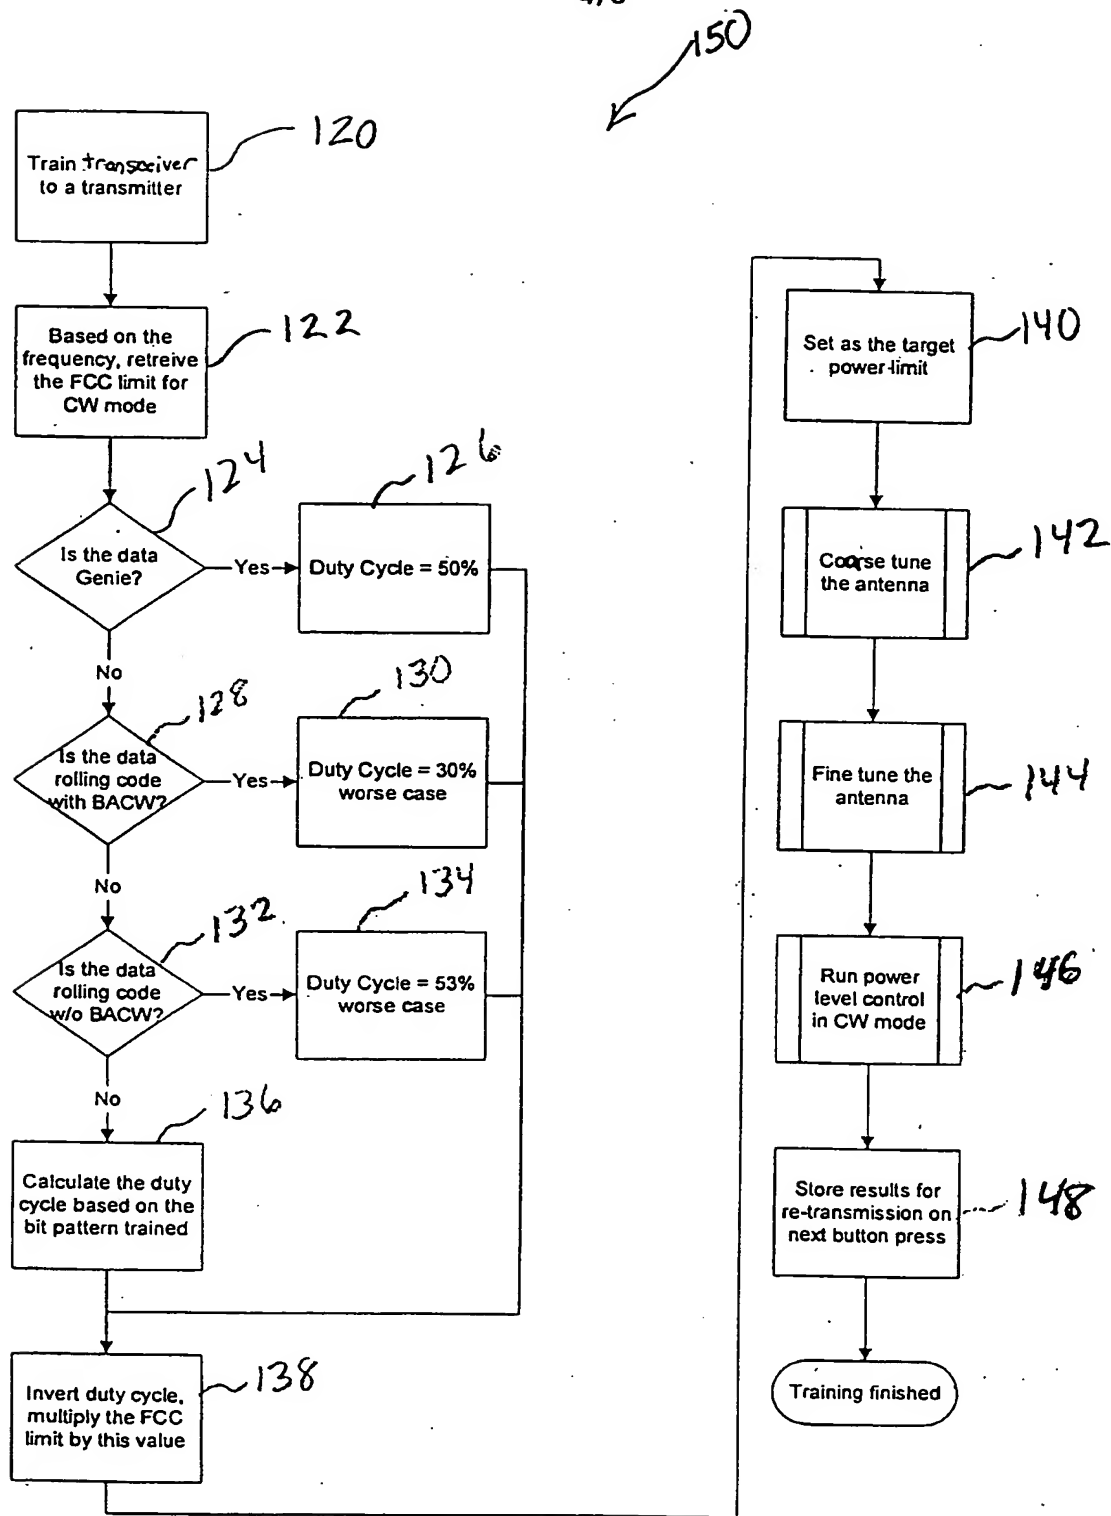 150
120
Train transceiver
to a transmitter
122
Based on the
frequency, retreive
the FCC limit for
CW mode
124
Is the data
Genie?
Yes
126
Duty Cycle = 50%
No
128
Is the data
rolling code
with BACW?
Yes
130
Duty Cycle = 30%
worse case
No
132
Is the data
rolling code
w/o BACW?
Yes
134
Duty Cycle = 53%
worse case
No
136
Calculate the duty
cycle based on the
bit pattern trained
138
Invert duty cycle,
multiply the FCC
limit by this value
140
Set as the target
power limit
142
Coarse tune
the antenna
144
Fine tune the
antenna
146
Run power
level control
in CW mode
148
Store results for
re-transmission on
next button press
Training finished